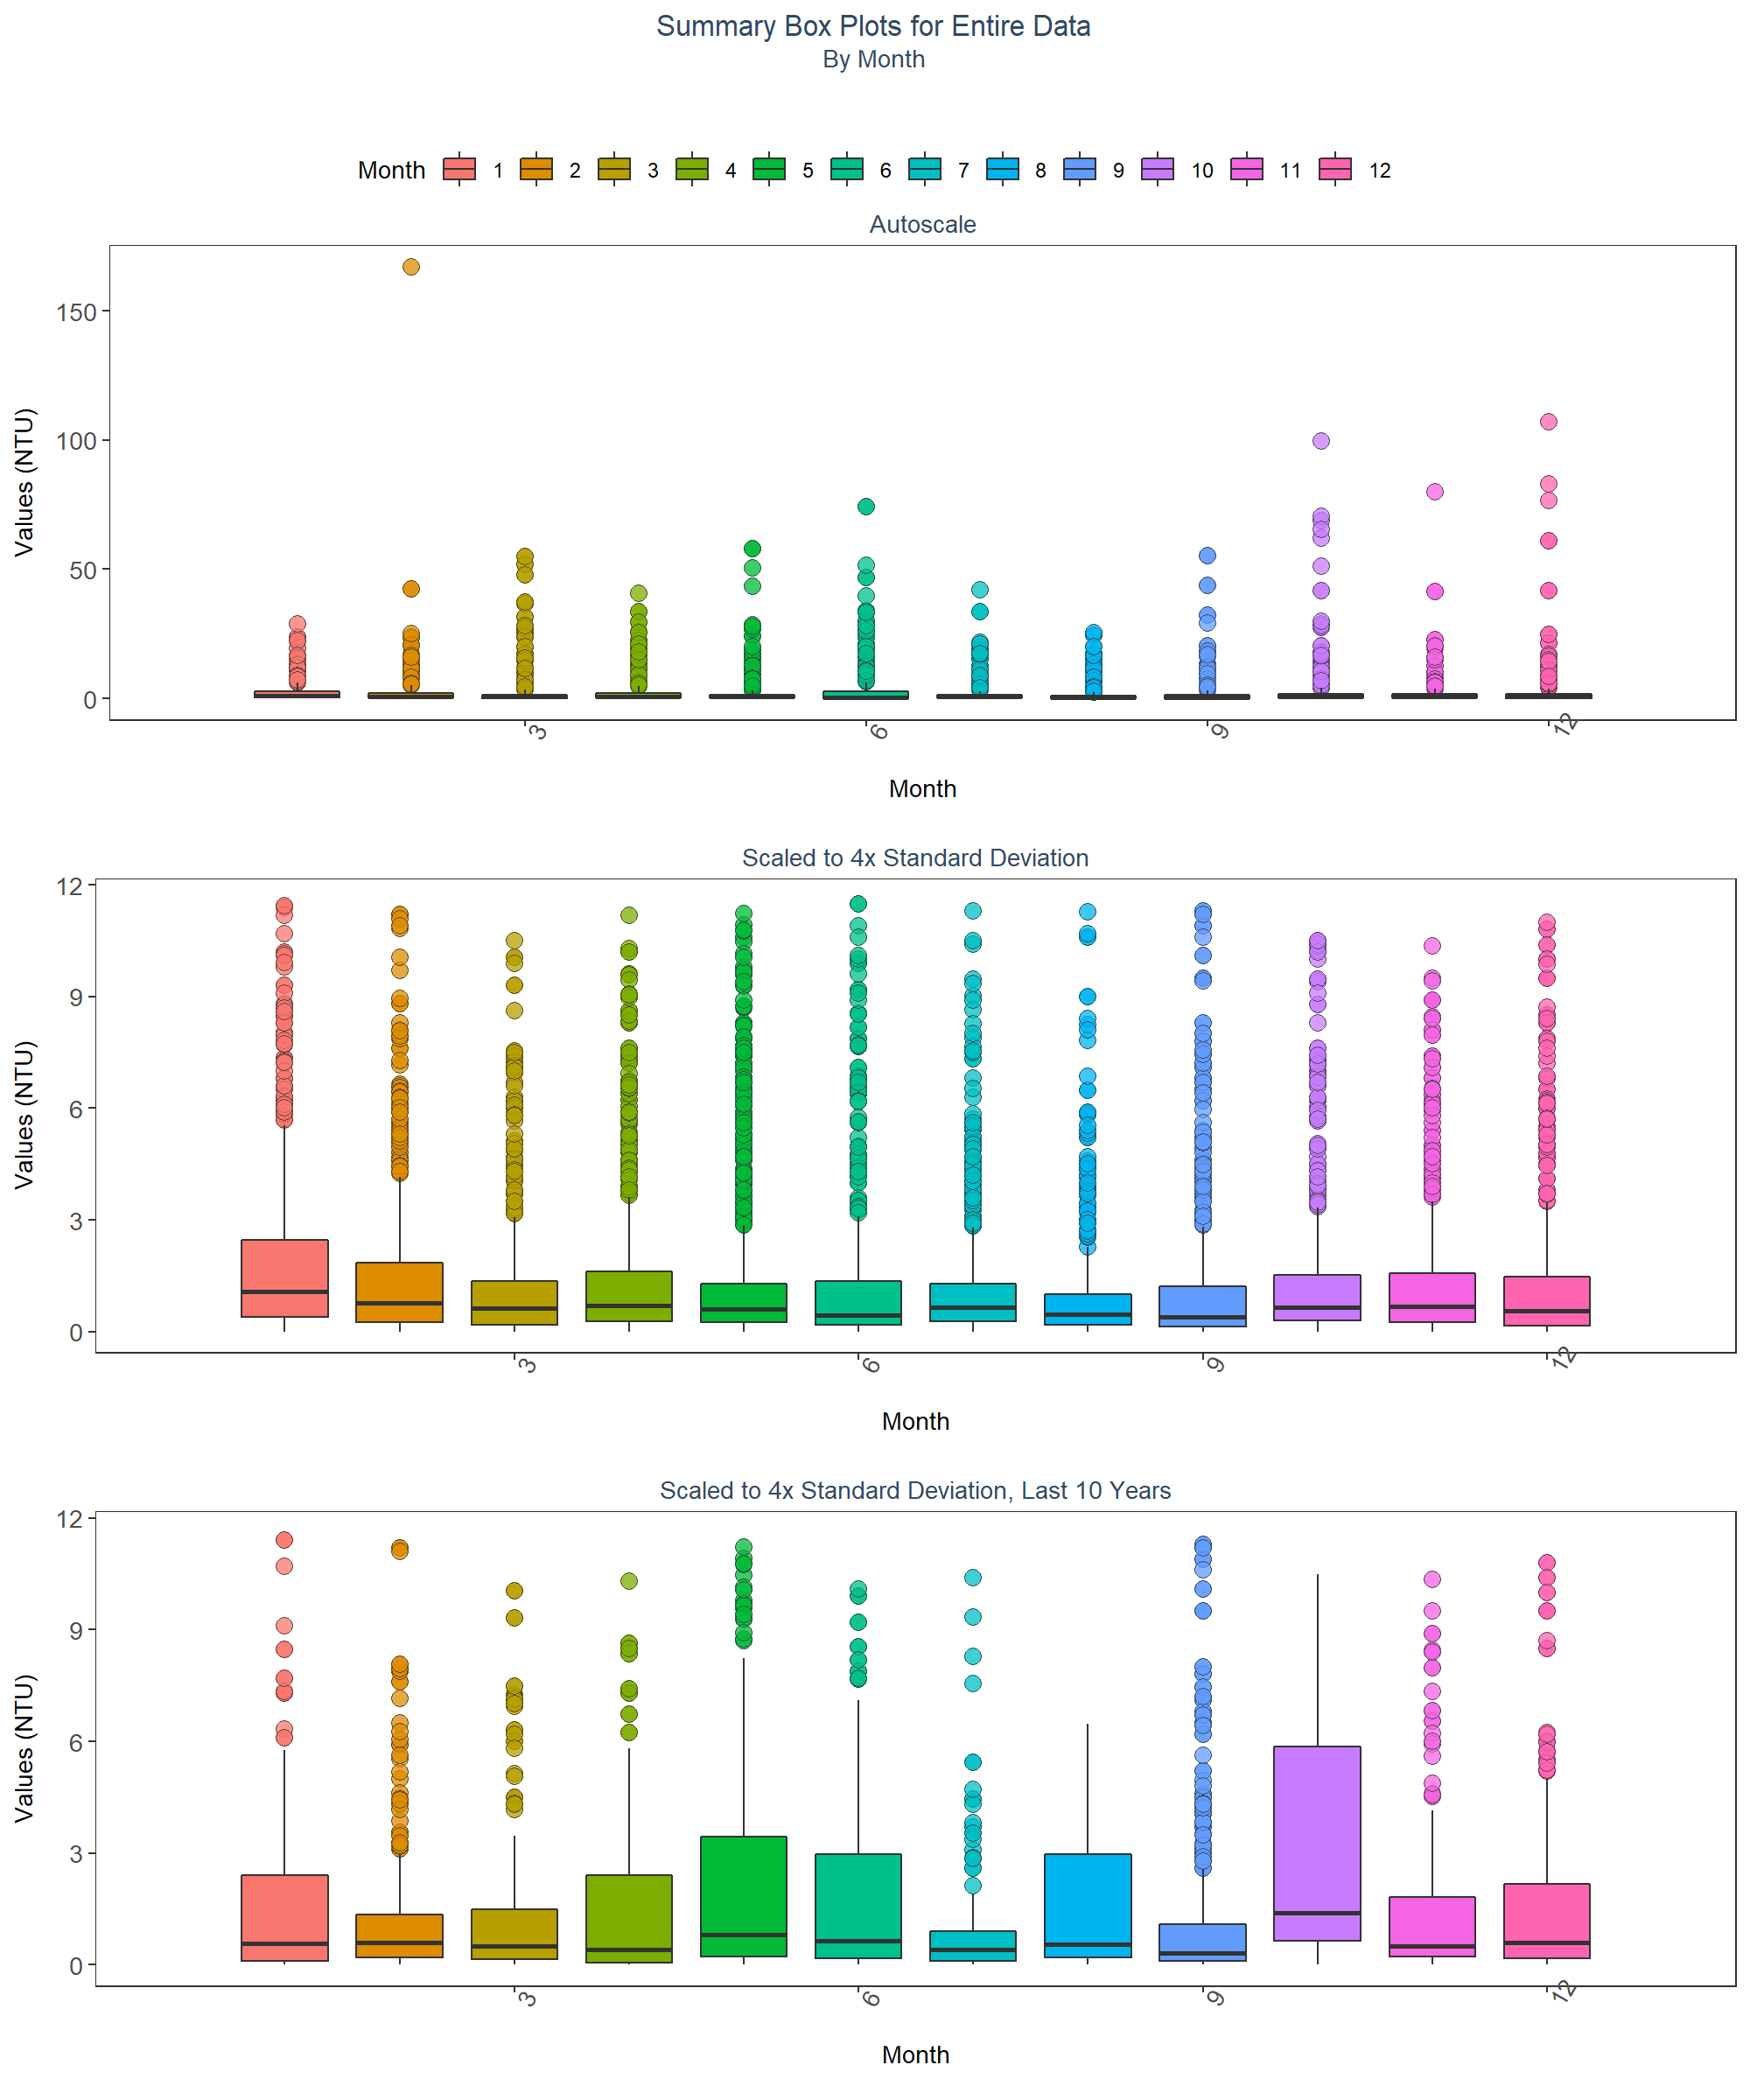 Summary Box Plots for Entire Data
By Month
Month 1 2 3 4 5 6 7 8 9 10 11 12
Autoscale
Values (NTU)
150
100
50
0
3 6 9 12
Month
Scaled to 4x Standard Deviation
Values (NTU)
12
9
6
3
0
3 6 9 12
Month
Scaled to 4x Standard Deviation, Last 10 Years
Values (NTU)
12
9
6
3
0
3 6 9 12
Month